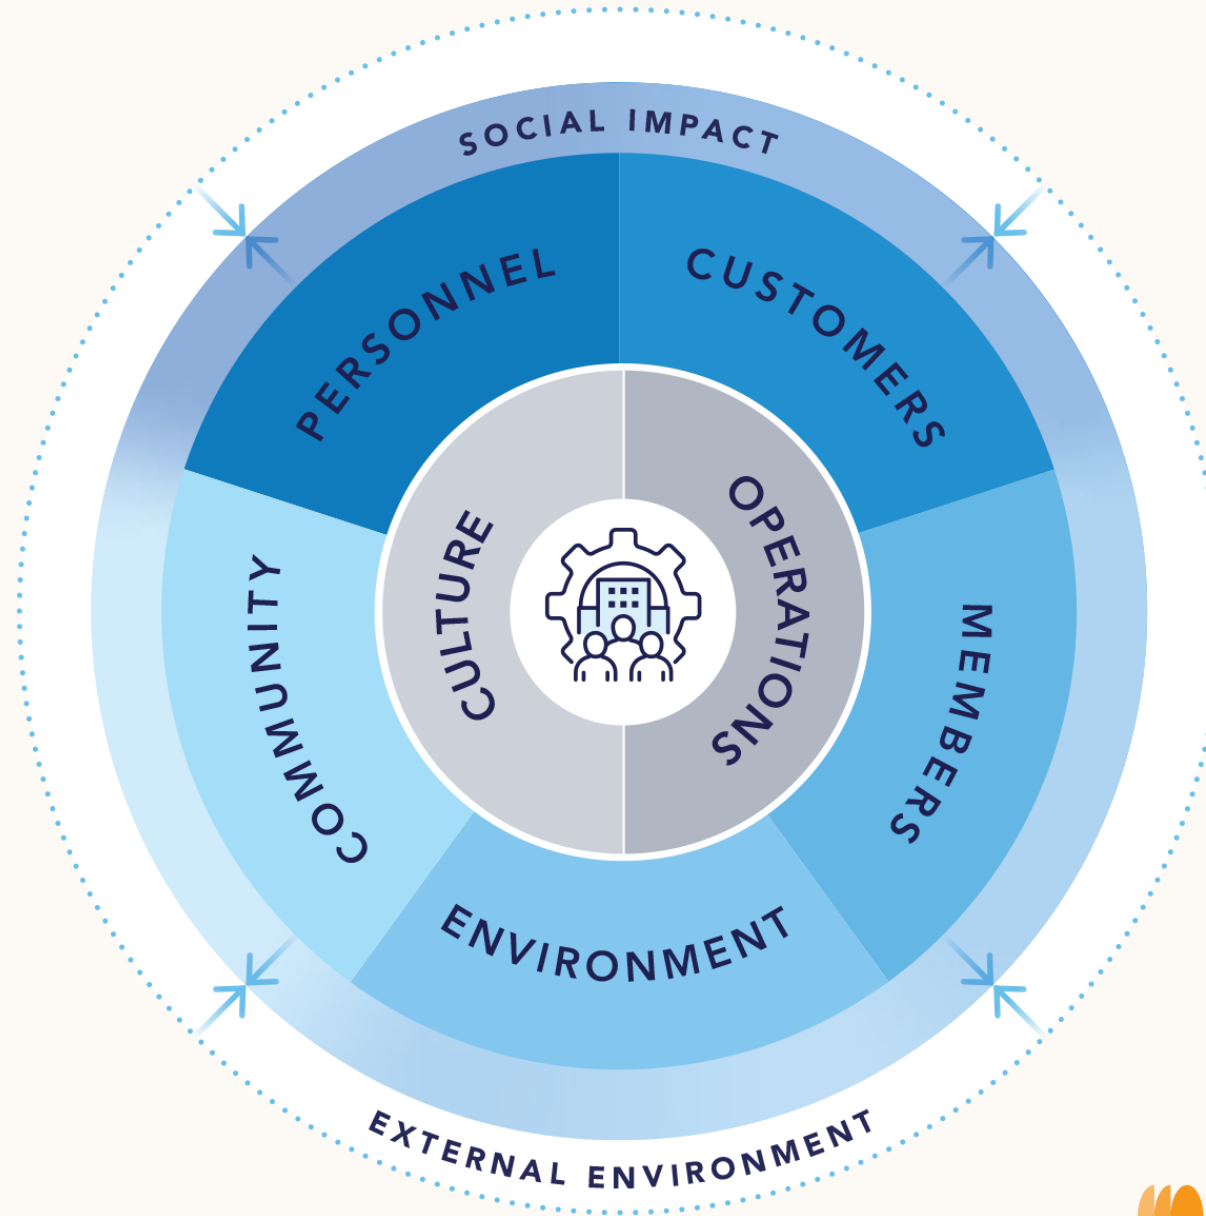 SOCIAL IMPACT
PERSONNEL
CUSTOMERS
CULTURE
OPERATIONS
COMMUNITY
MEMBERS
ENVIRONMENT
EXTERNAL ENVIRONMENT